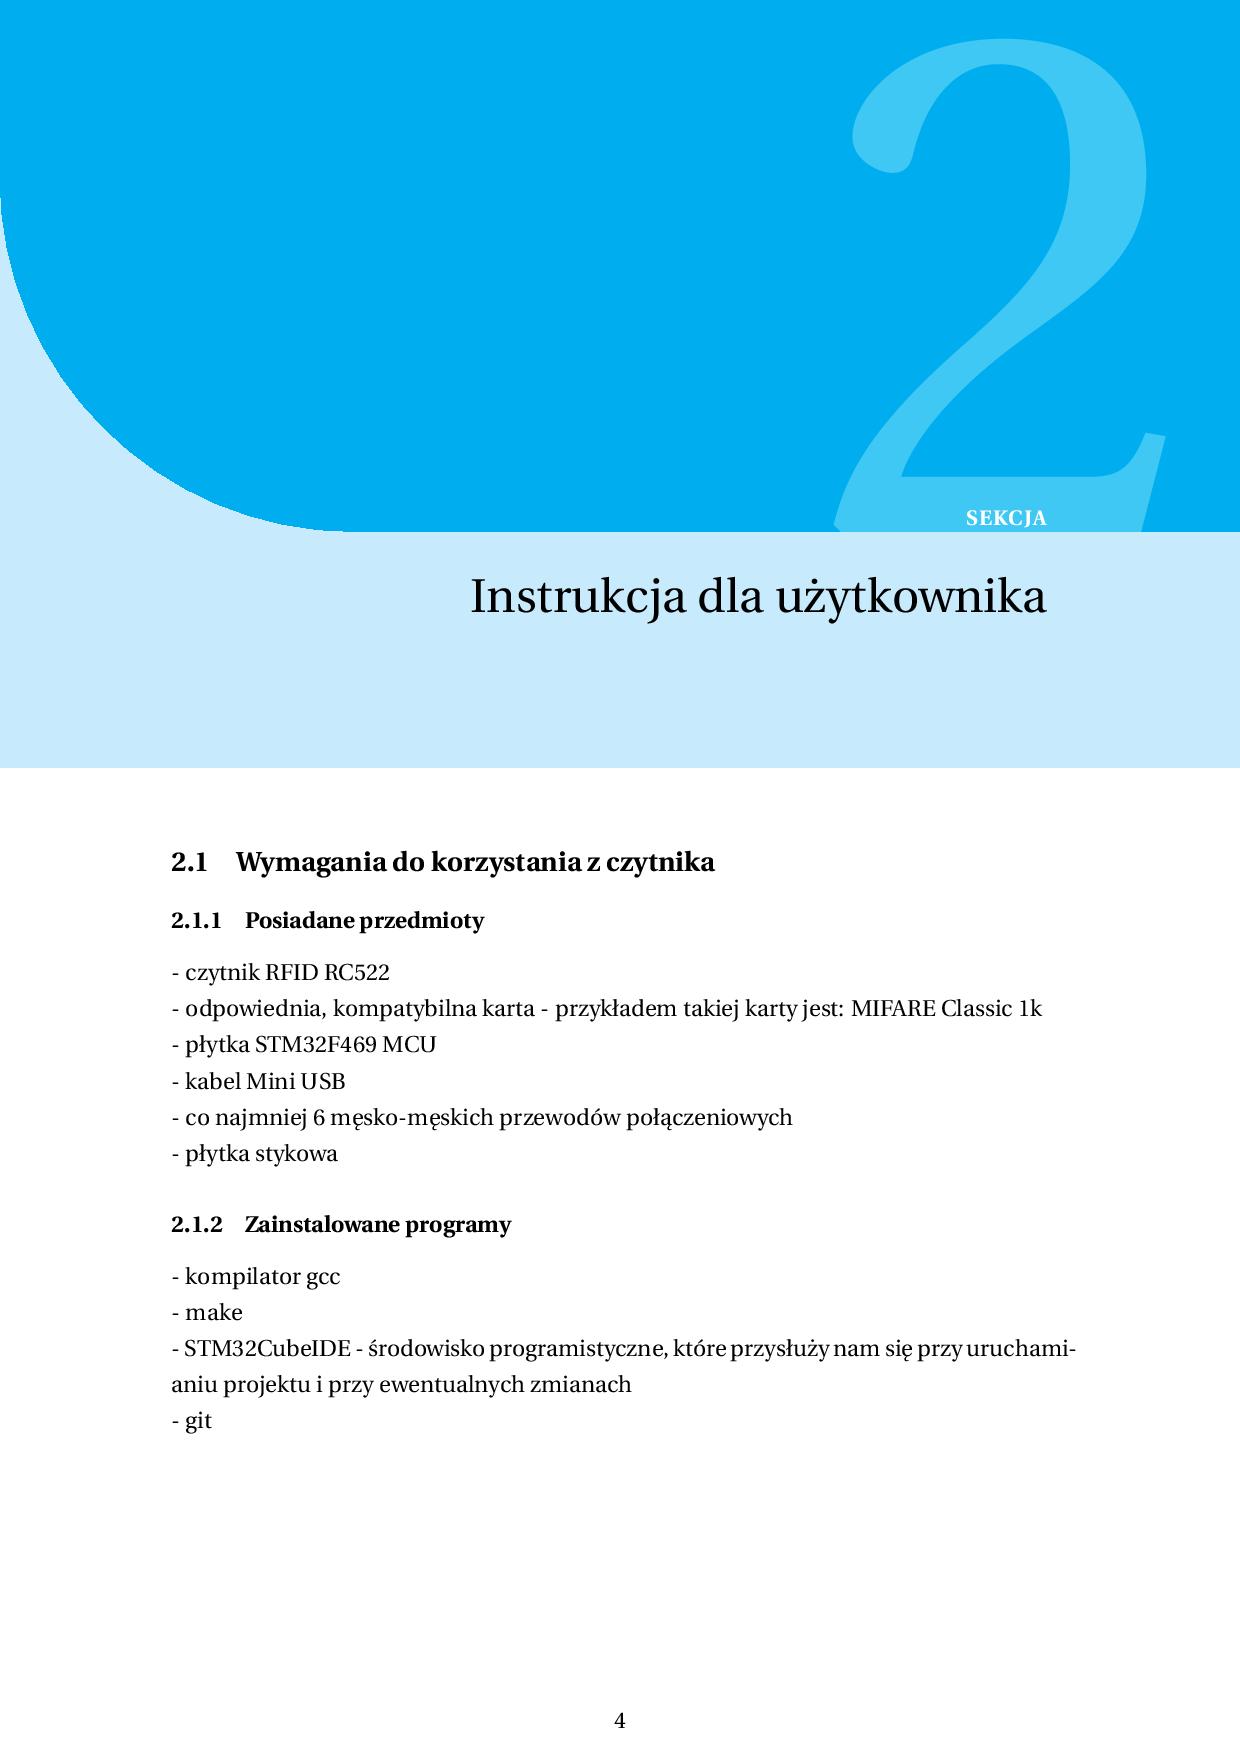 2
SEKCJA
Instrukcja dla użytkownika
2.1 Wymagania do korzystania z czytnika
2.1.1 Posiadane przedmioty
- czytnik RFID RC522
- odpowiednia, kompatybilna karta - przykładem takiej karty jest: MIFARE Classic 1k
- płytka STM32F469 MCU
- kabel Mini USB
- co najmniej 6 męsko-męskich przewodów połączeniowych
- płytka stykowa
2.1.2 Zainstalowane programy
- kompilator gcc
- make
- STM32CubeIDE - środowisko programistyczne, które przysłuży nam się przy uruchami-
aniu projektu i przy ewentualnych zmianach
- git
4